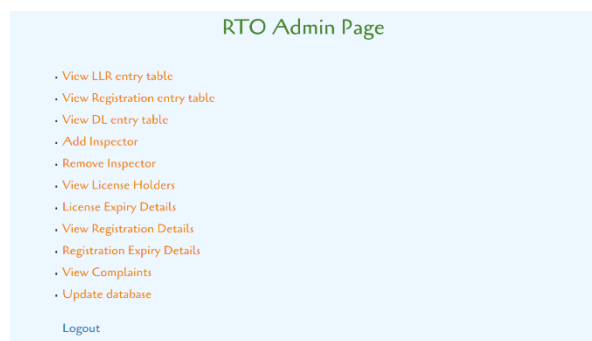 RTO Admin Page
• View LLR entry table
• View Registration entry table
• View DL entry table
• Add Inspector
• Remove Inspector
• View License Holders
• License Expiry Details
• View Registration Details
• Registration Expiry Details
• View Complaints
• Update database
Logout